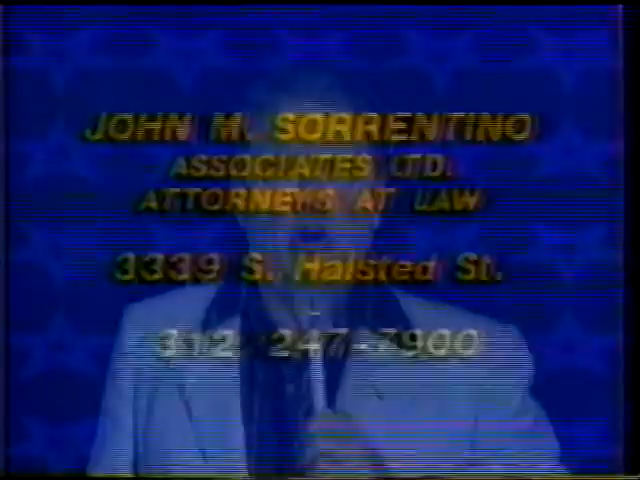 JOHN M. SORRENTINO
ASSOCIATES LTD.
ATTORNEYS AT LAW
3339 S. Halsted St.
312 247-7900